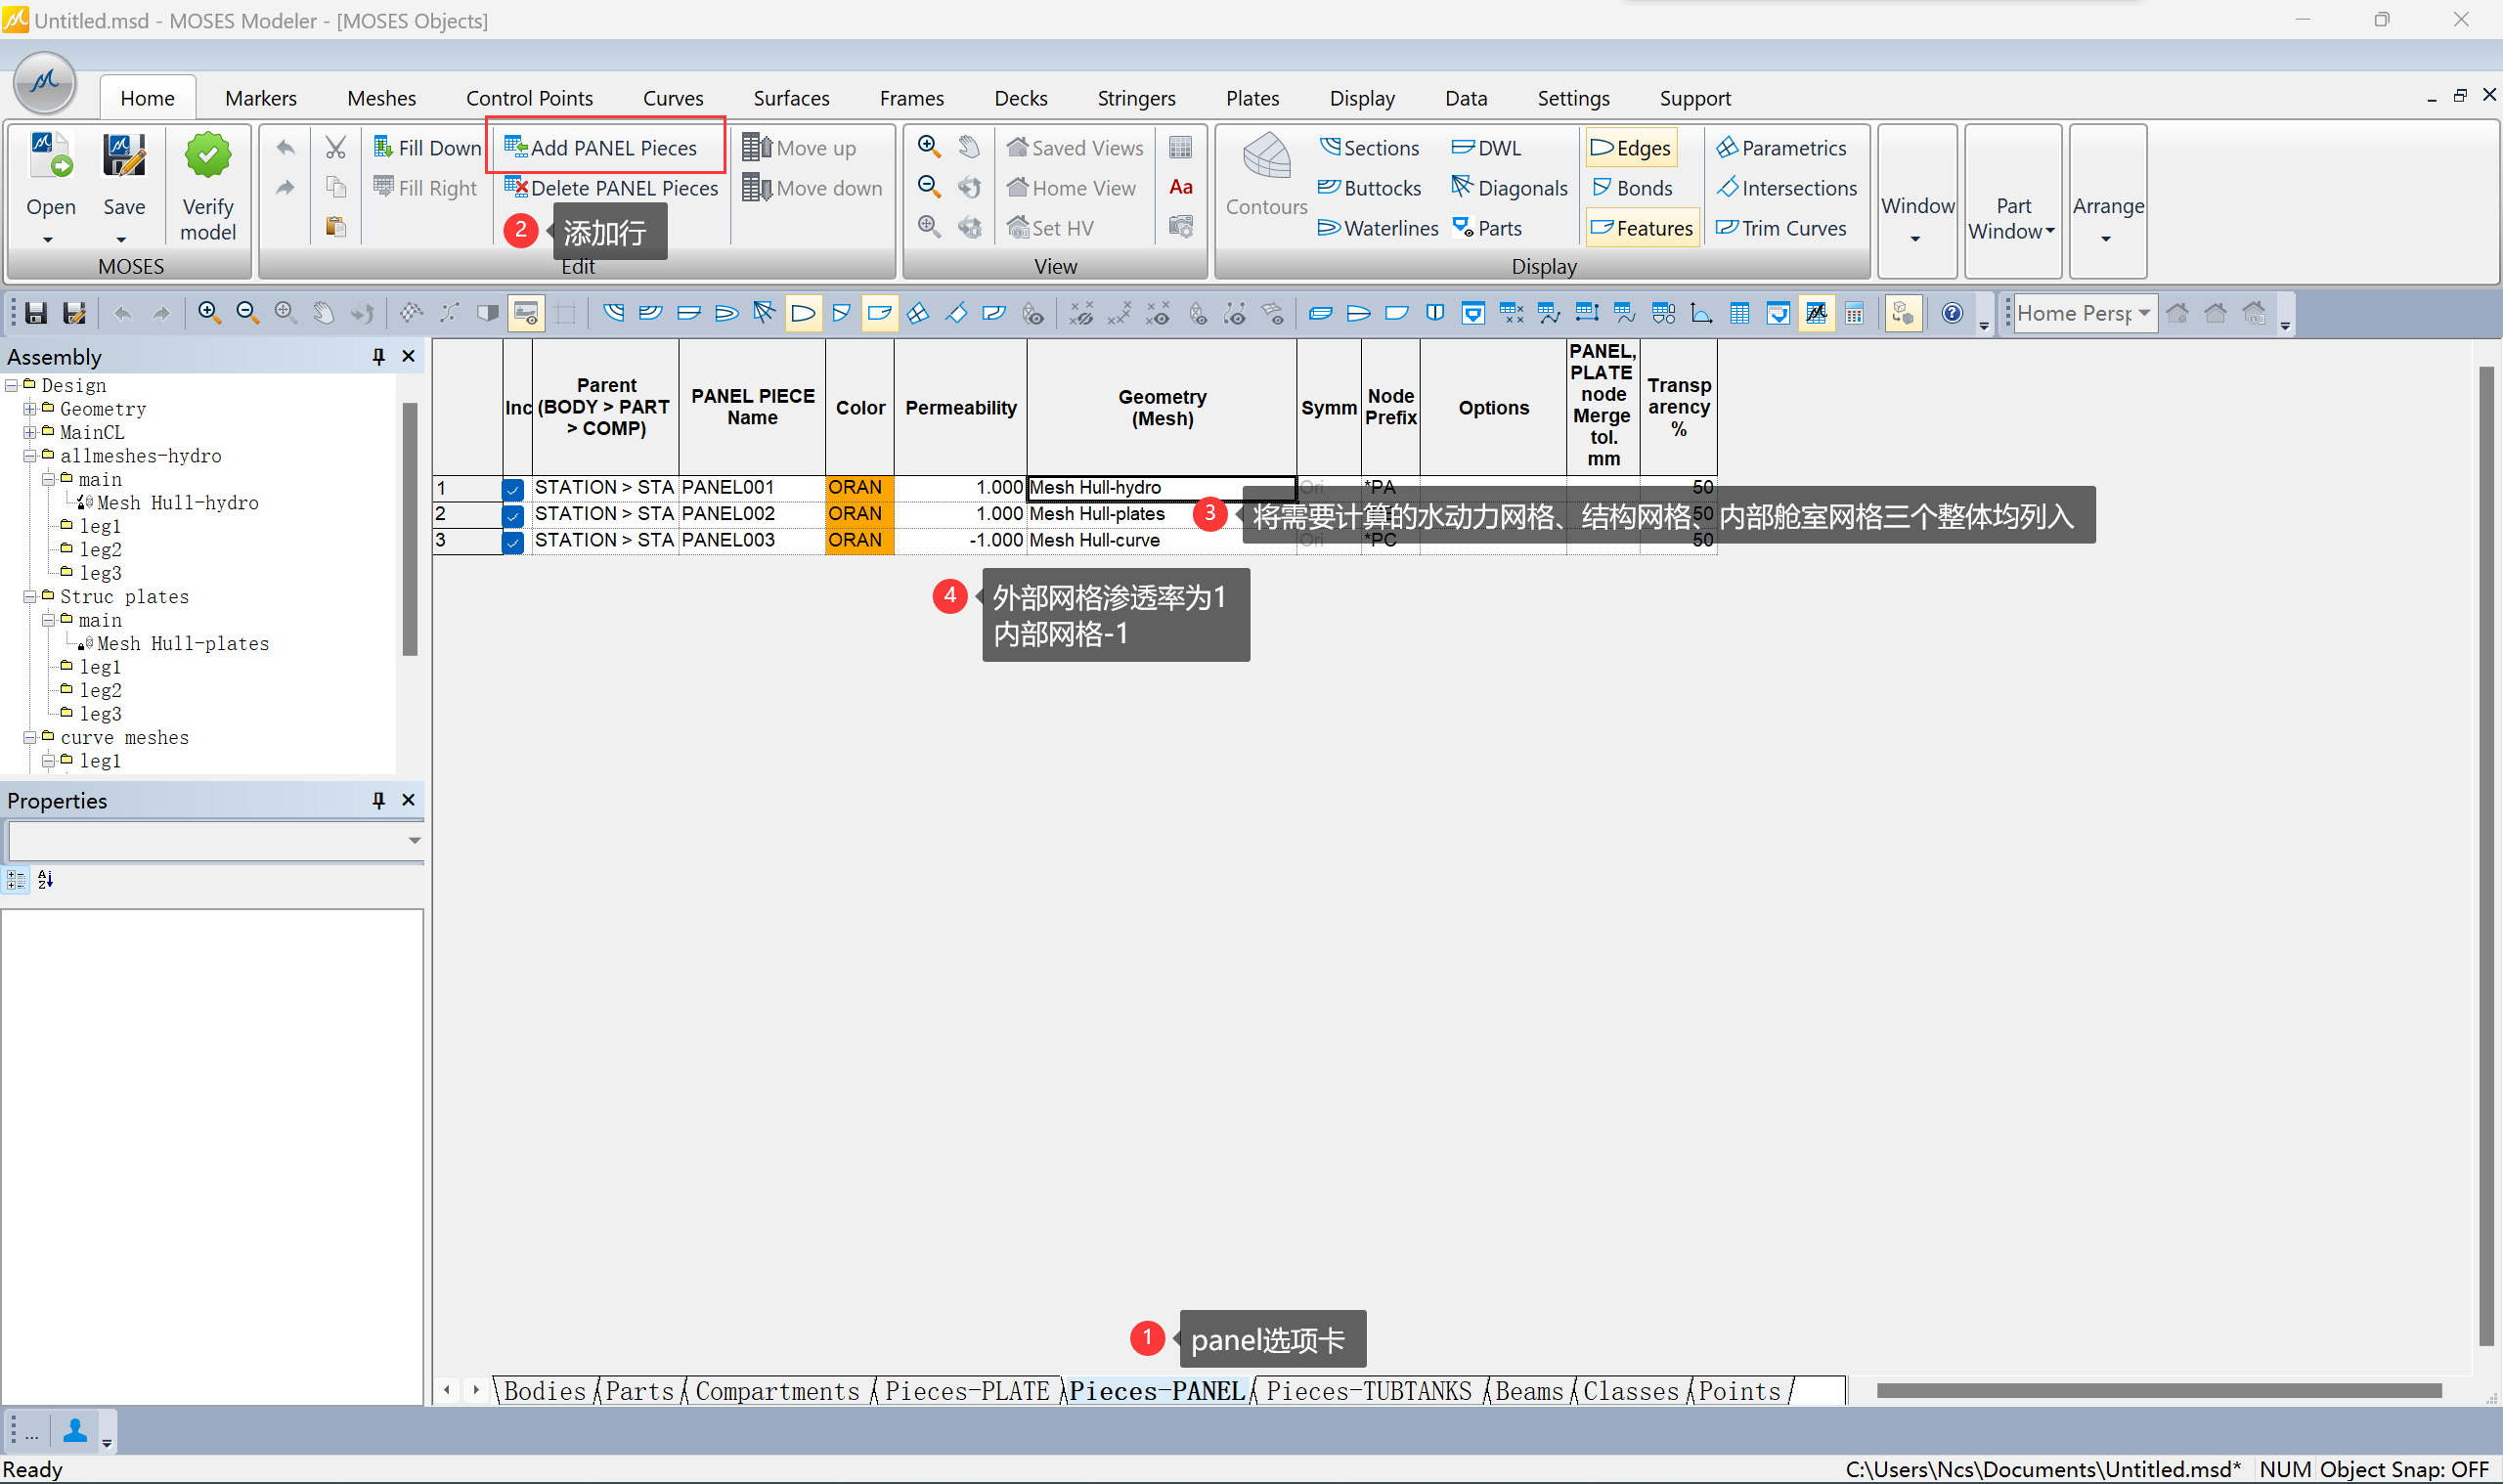 Untitled.msd - MOSES Modeler - [MOSES Objects]
Home Markers Meshes Control Points Curves Surfaces Frames Decks Stringers Plates Display Data Settings Support
Open Save Verify model
MOSES
Fill Down Add PANEL Pieces Move up
Fill Right Delete PANEL Pieces Move down
2 添加行
Edit
Saved Views
Home View Aa
Set HV
View
Contours Sections DWL Edges Parametrics
Buttocks Diagonals Bonds Intersections
Waterlines Parts Features Trim Curves
Display
Window Part Window Arrange
Home Persp
Assembly
Design
Geometry
MainCL
allmeshes-hydro
main
Mesh Hull-hydro
leg1
leg2
leg3
Struc plates
main
Mesh Hull-plates
leg1
leg2
leg3
curve meshes
leg1
Properties
Inc Parent (BODY > PART > COMP) PANEL PIECE Name Color Permeability Geometry (Mesh) Symm Node Prefix Options PANEL, PLATE node Merge tol. mm Transp arency %
1 STATION > STA PANEL001 ORAN 1.000 Mesh Hull-hydro Ori *PA 50
2 STATION > STA PANEL002 ORAN 1.000 Mesh Hull-plates 50
3 STATION > STA PANEL003 ORAN -1.000 Mesh Hull-curve Ori *PC 50
3 将需要计算的水动力网格、结构网格、内部舱室网格三个整体均列入
4 外部网格渗透率为1
内部网格-1
1 panel选项卡
Bodies Parts Compartments Pieces-PLATE Pieces-PANEL Pieces-TUBTANKS Beams Classes Points
...
Ready C:\Users\Ncs\Documents\Untitled.msd* NUM Object Snap: OFF